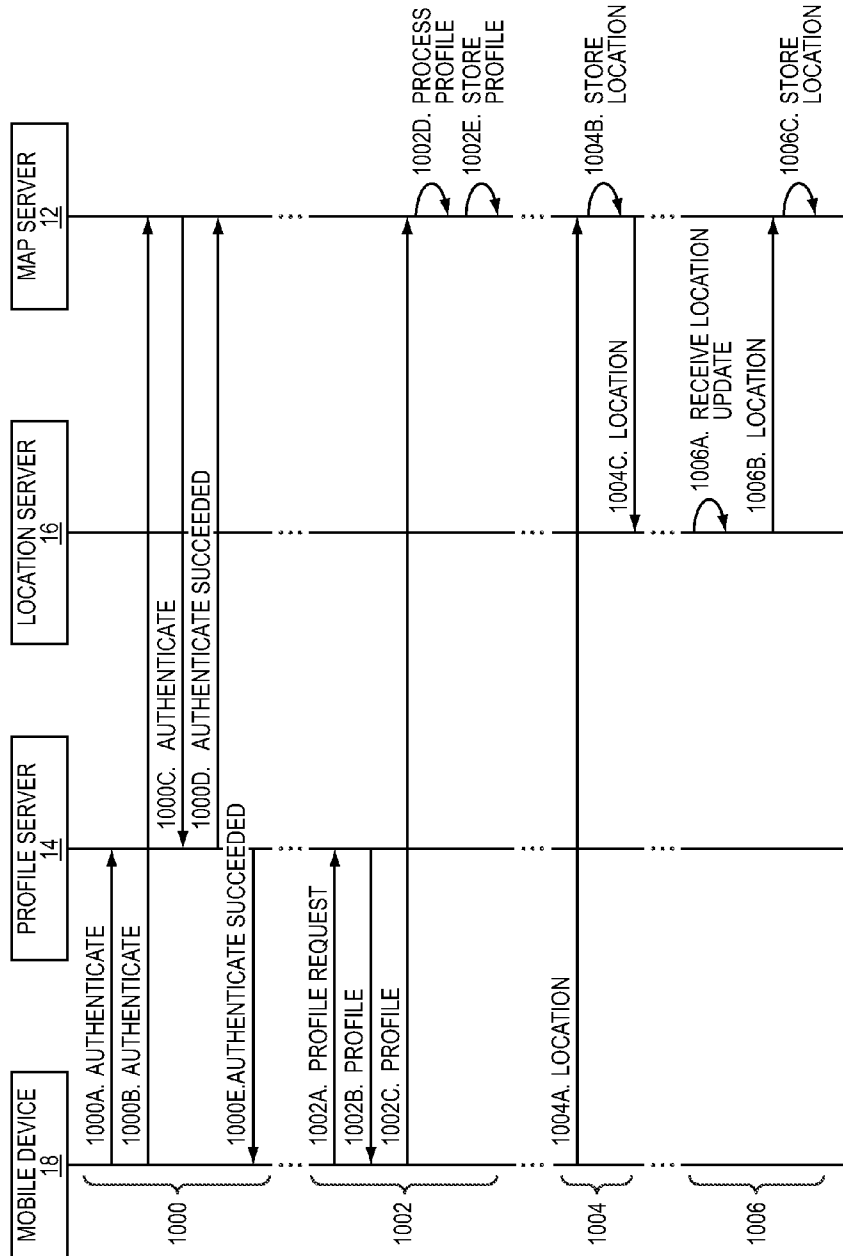 MOBILE DEVICE
18
PROFILE SERVER
14
LOCATION SERVER
16
MAP SERVER
12
1000
1000A. AUTHENTICATE
1000B. AUTHENTICATE
1000C. AUTHENTICATE
1000D. AUTHENTICATE SUCCEEDED
1000E.AUTHENTICATE SUCCEEDED
1002
1002A. PROFILE REQUEST
1002B. PROFILE
1002C. PROFILE
1002D. PROCESS
PROFILE
1002E. STORE
PROFILE
1004
1004A. LOCATION
1004B. STORE
LOCATION
1004C. LOCATION
1006
1006A. RECEIVE LOCATION
UPDATE
1006B. LOCATION
1006C. STORE
LOCATION